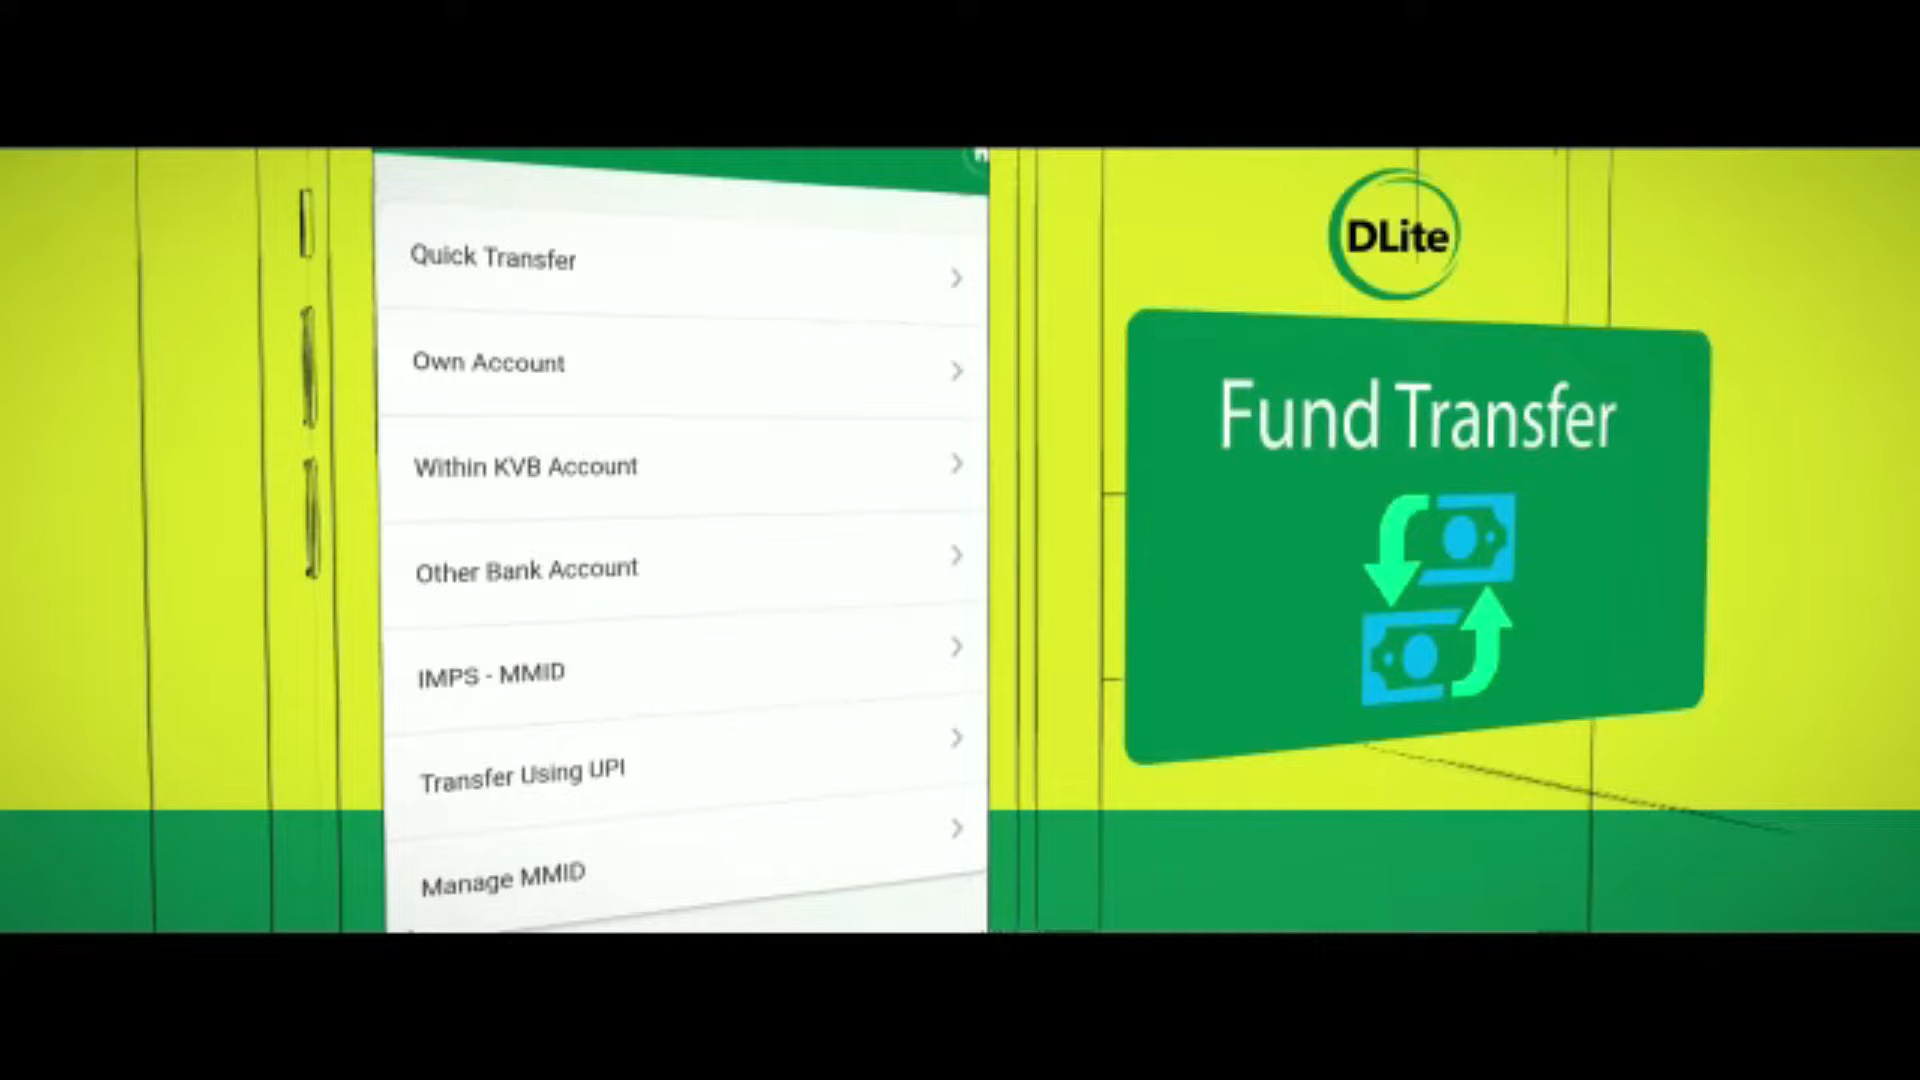 Quick Transfer
Own Account
Within KVB Account
Other Bank Account
IMPS - MMID
Transfer Using UPI
Manage MMID
DLite
Fund Transfer